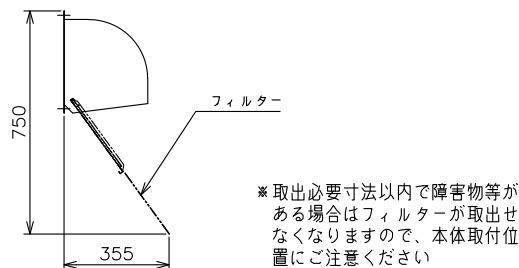 フィルター
750
※取出必要寸法以内で障害物等が
ある場合はフィルターが取出せ
なくなりますので、本体取付位
置にご注意ください
355